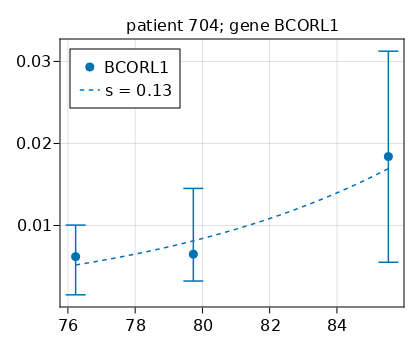 patient 704; gene BCORL1
BCORL1
s = 0.13
0.03
0.02
0.01
76 78 80 82 84